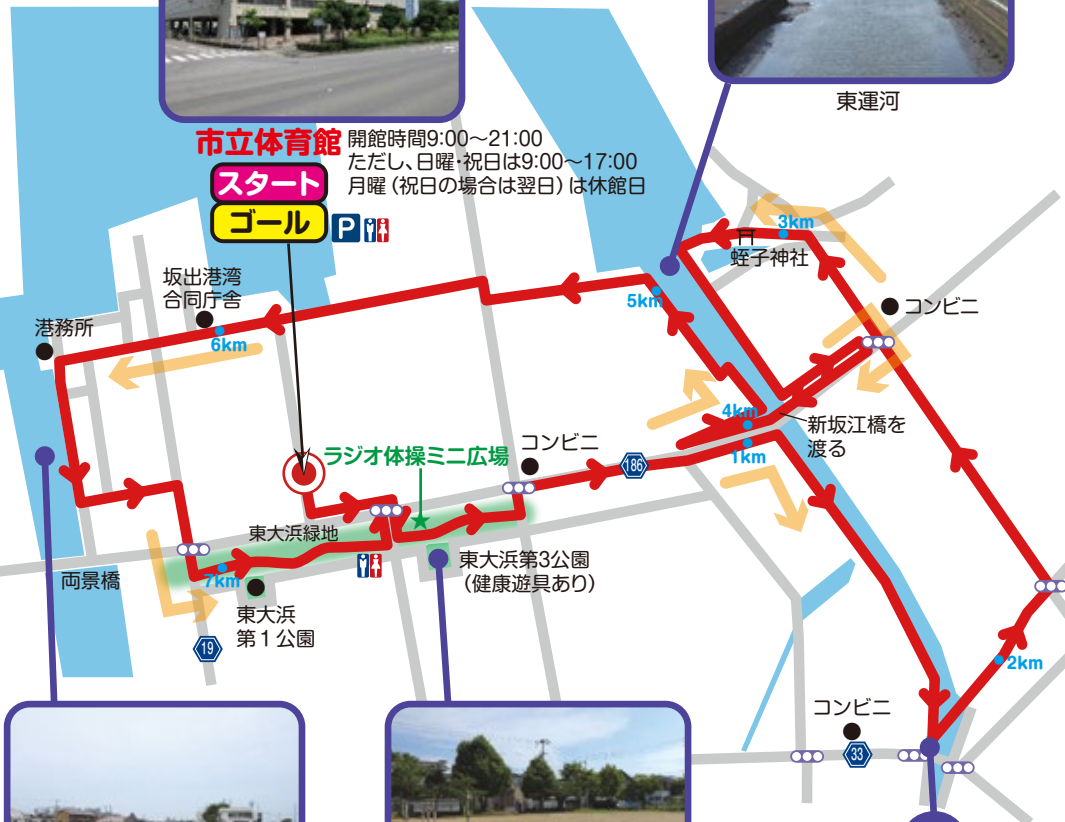 東運河
市立体育館
開館時間9:00～21:00
ただし、日曜・祝日は9:00～17:00
月曜（祝日の場合は翌日）は休館日
スタート
ゴール
P
3km
蛭子神社
坂出港湾
合同庁舎
5km
コンビニ
港務所
6km
4km
新坂江橋を
渡る
1km
コンビニ
ラジオ体操ミニ広場
186
東大浜緑地
東大浜第3公園
（健康遊具あり）
両景橋
7km
東大浜
第１公園
19
2km
コンビニ
33